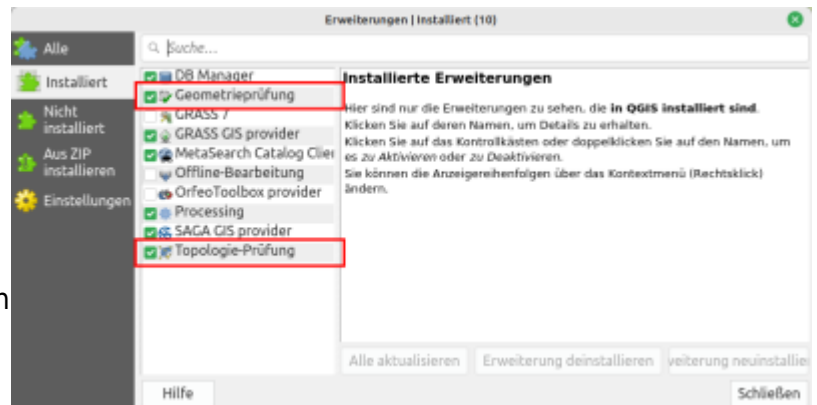 Erweiterungen | Installiert (10)
Alle
Installiert
Nicht
installiert
Aus ZIP
installieren
Einstellungen
Suche...
DB Manager
Geometrieprüfung
GRASS 7
GRASS GIS provider
MetaSearch Catalog Clie
Offline-Bearbeitung
OrfeoToolbox provider
Processing
SAGA GIS provider
Topologie-Prüfung
Installierte Erweiterungen
Hier sind nur die Erweiterungen zu sehen, die in QGIS installiert sind.
Klicken Sie auf deren Namen, um Details zu erhalten.
Klicken Sie auf das Kontrollkästen oder doppelklicken Sie auf den Namen, um
es zu Aktivieren oder zu Deaktivieren.
Sie können die Anzeigereihenfolgen über das Kontextmenü (Rechtsklick)
ändern.
Alle aktualisieren
Erweiterung deinstallieren
veiterung neuinstallie
Hilfe
Schließen
n